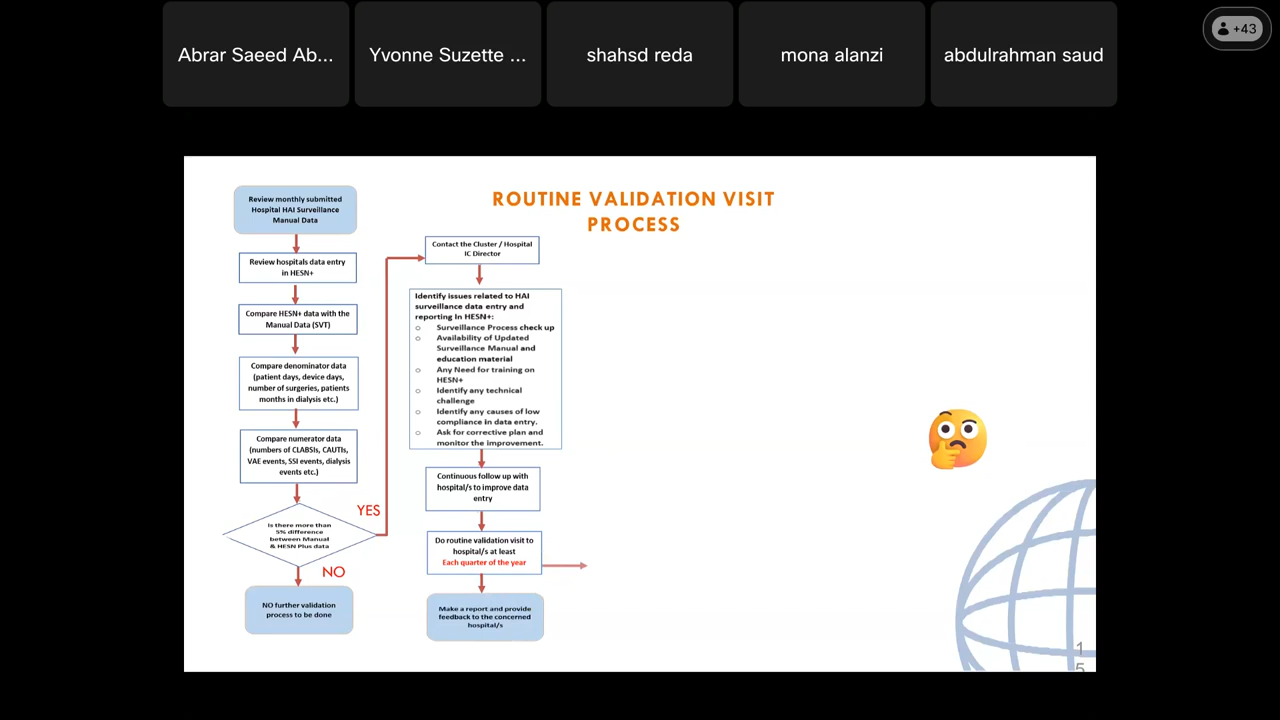 Abrar Saeed Ab...
Yvonne Suzette ...
shahsd reda
mona alanzi
abdulrahman saud
+43
ROUTINE VALIDATION VISIT
PROCESS
Review monthly submitted
Hospital HAI Surveillance
Manual Data
Review hospitals data entry
in HESN+
Compare HESN+ data with the
Manual Data (SVT)
Compare denominator data
(patient days, device days,
number of surgeries, patients
months in dialysis etc.)
Compare numerator data
(numbers of CLABSIs, CAUTIs,
VAE events, SSI events, dialysis
events etc.)
Is there more than
5% difference
between Manual
& HESN Plus data
YES
NO
NO further validation
process to be done
Contact the Cluster / Hospital
IC Director
Identify issues related to HAI
surveillance data entry and
reporting in HESN+:
o Surveillance Process check up
o Availability of Updated
Surveillance Manual and
education material
o Any Need for training on
HESN+
o Identify any technical
challenge
o Identify any causes of low
compliance in data entry.
o Ask for corrective plan and
monitor the improvement.
Continuous follow up with
hospital/s to improve data
entry
Do routine validation visit to
hospital/s at least
Each quarter of the year
Make a report and provide
feedback to the concerned
hospital/s
1
5